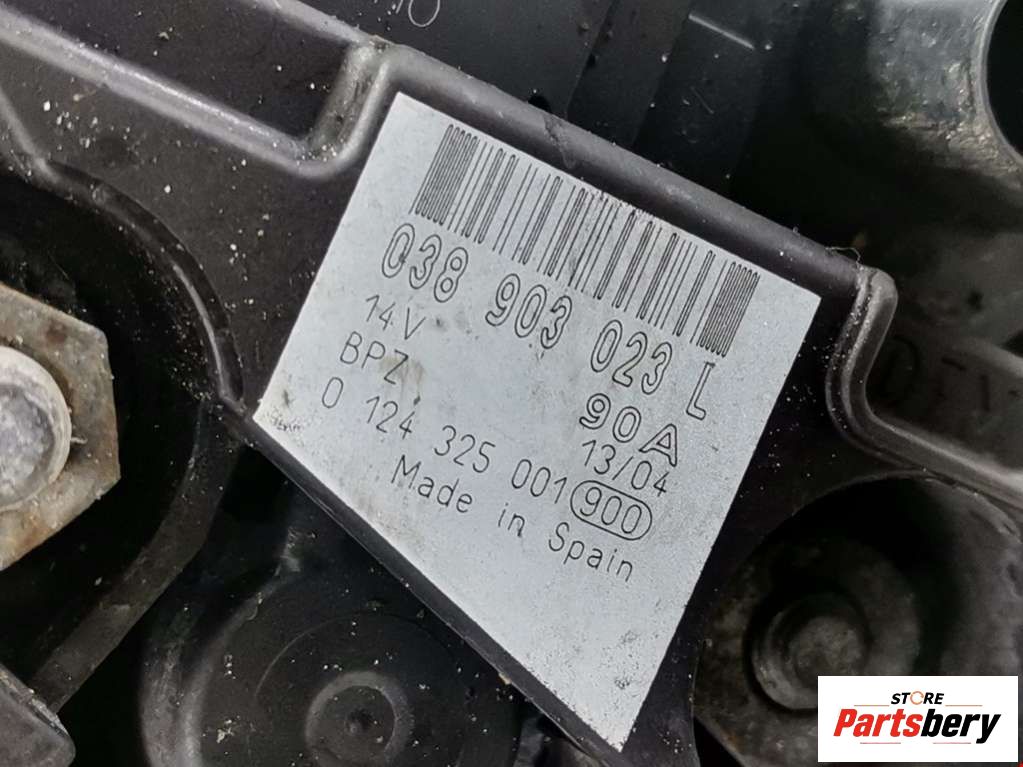 038 903 023 L
14V 90A
BPZ 13/04
0 124 325 001 900
Made in Spain
STORE
Partsbery